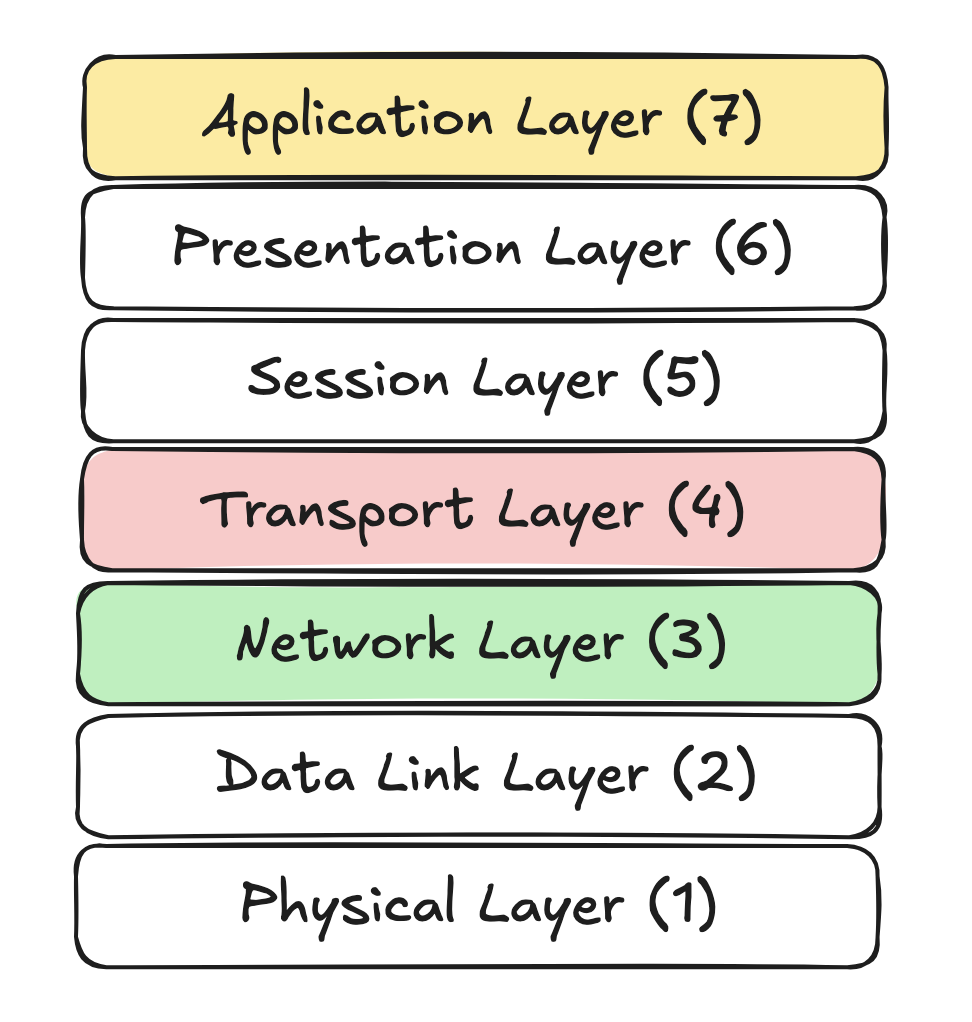 Application Layer (7)
Presentation Layer (6)
Session Layer (5)
Transport Layer (4)
Network Layer (3)
Data Link Layer (2)
Physical Layer (1)